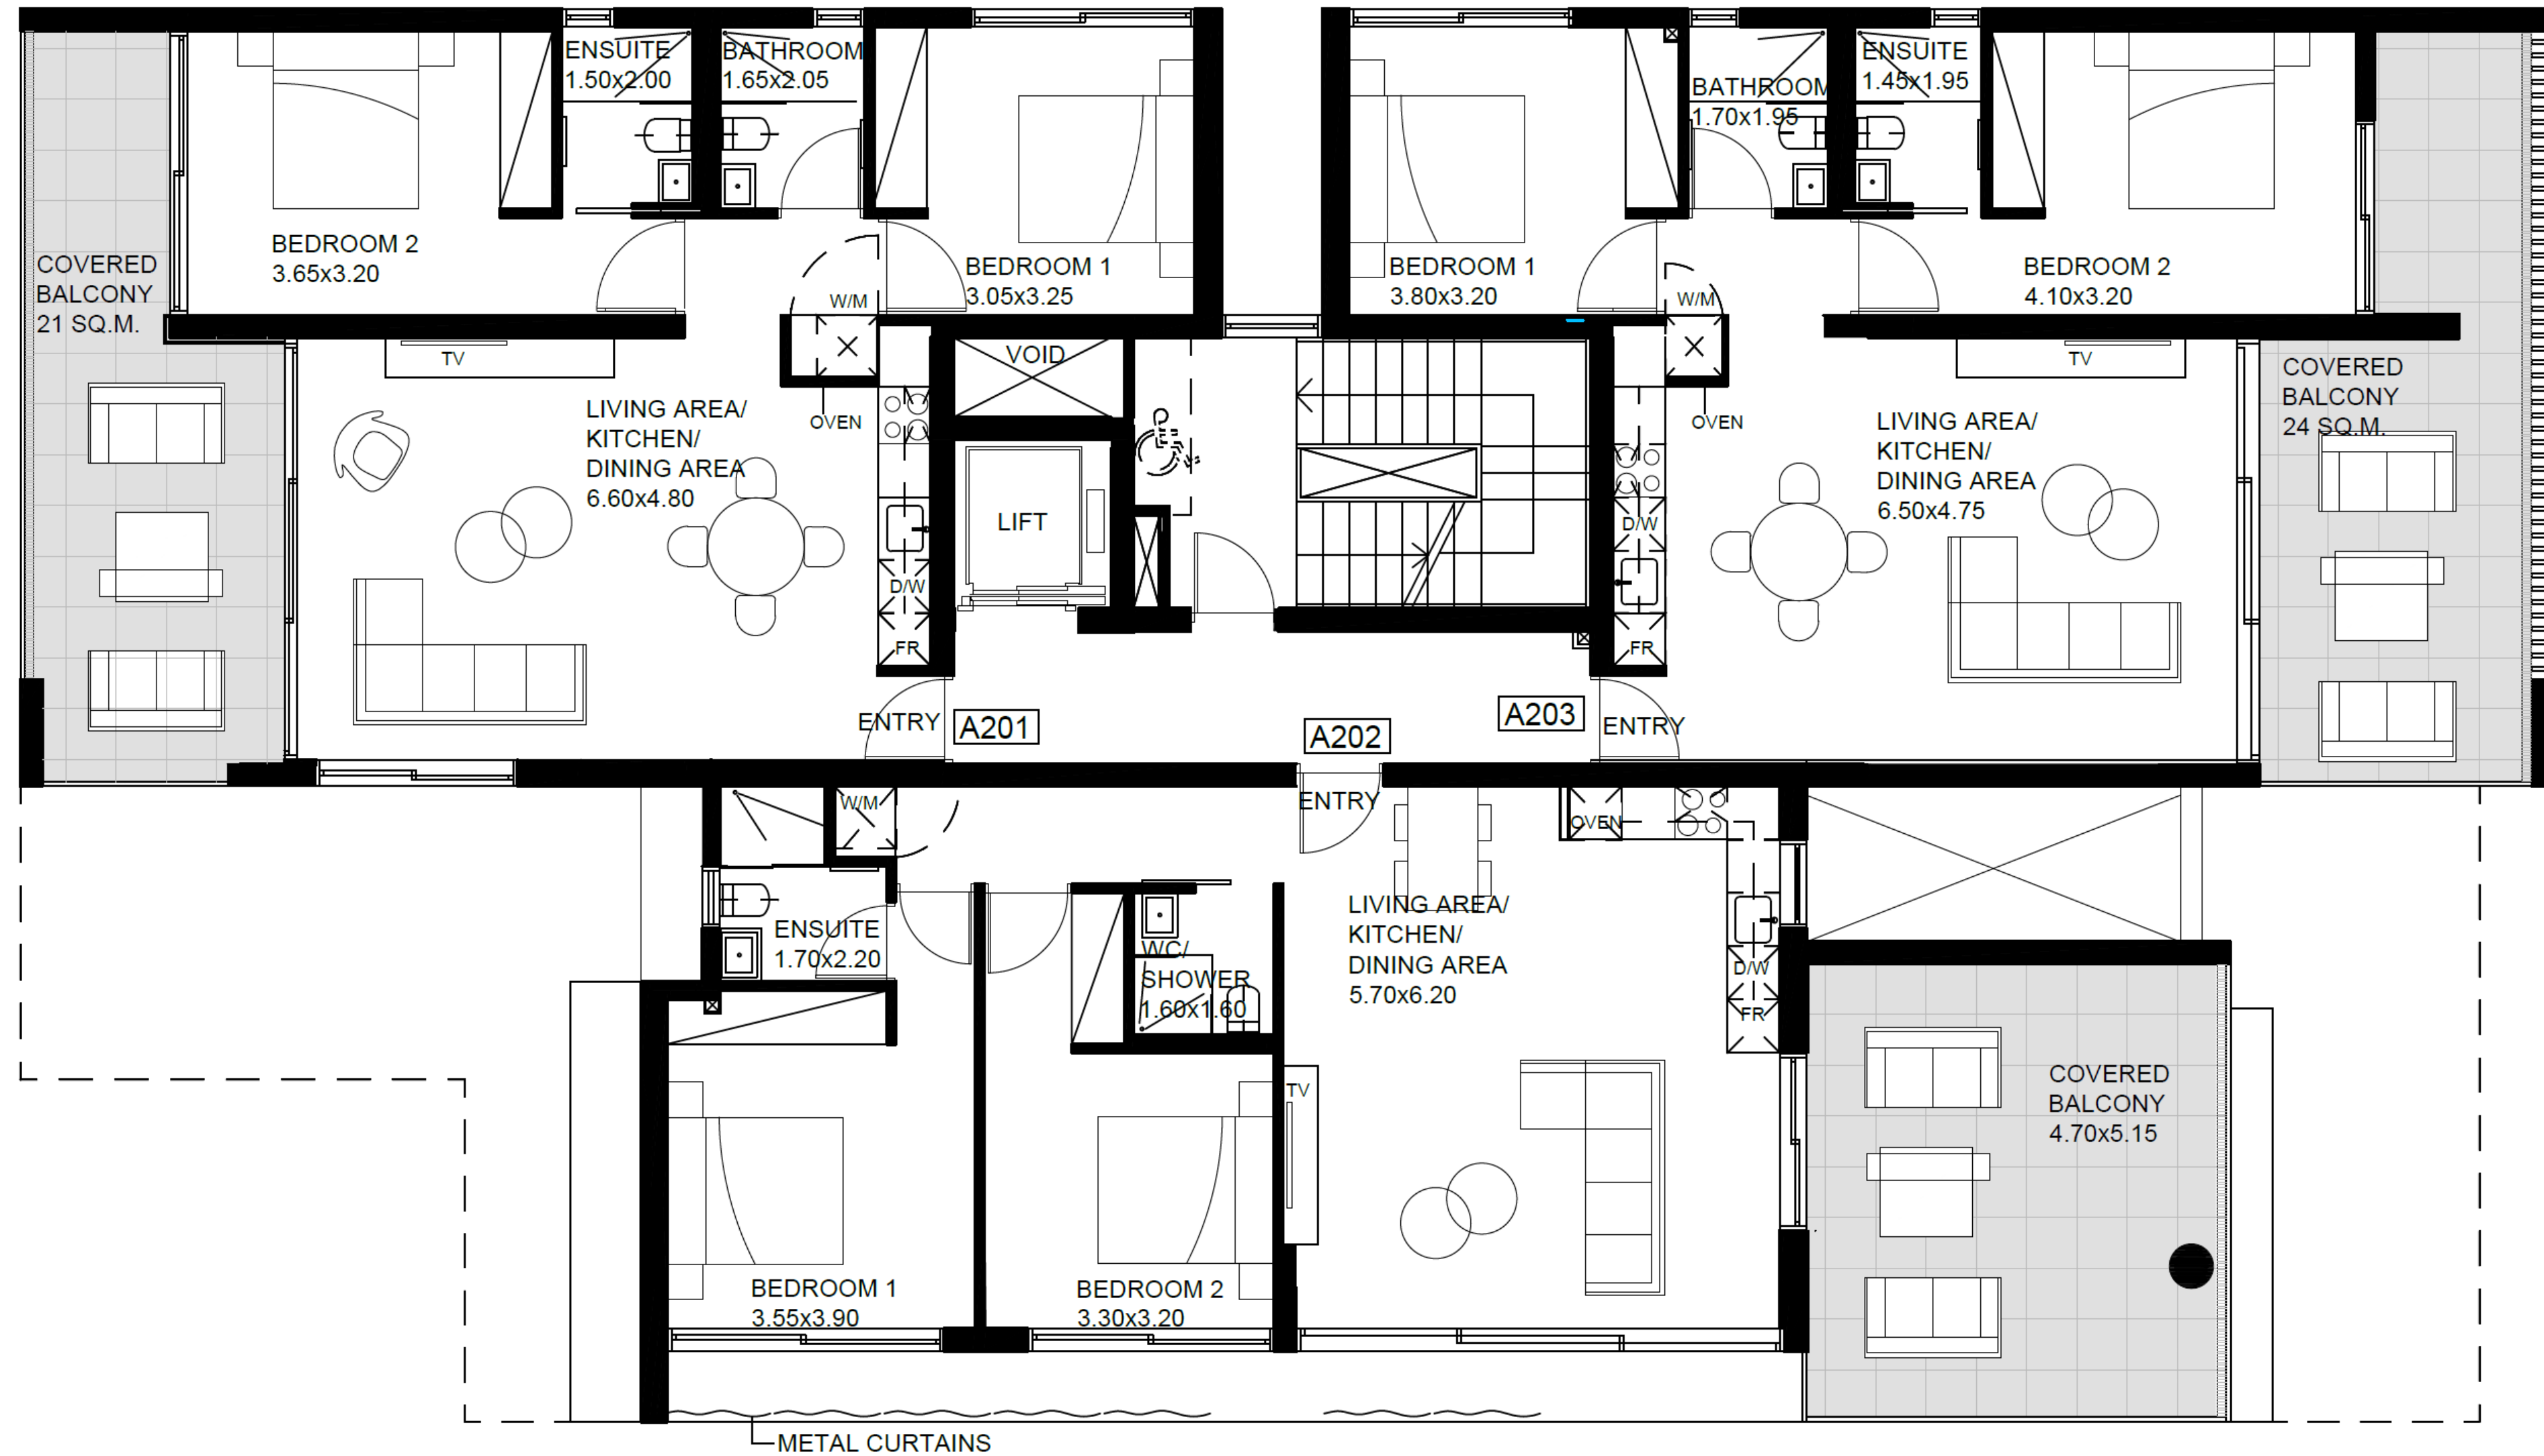 ENSUITE
1.50x2.00
BATHROOM
1.65x2.05
BATHROOM
1.70x1.95
ENSUITE
1.45x1.95
COVERED
BALCONY
21 SQ.M.
BEDROOM 2
3.65x3.20
W/M
BEDROOM 1
3.05x3.25
BEDROOM 1
3.80x3.20
W/M
BEDROOM 2
4.10x3.20
TV
VOID
TV
COVERED
BALCONY
24 SQ.M.
LIVING AREA/
KITCHEN/
DINING AREA
6.60x4.80
OVEN
OVEN
LIVING AREA/
KITCHEN/
DINING AREA
6.50x4.75
LIFT
D/W
D/W
FR
FR
ENTRY
A201
A202
A203
ENTRY
W/M
ENTRY
OVEN
ENSUITE
1.70x2.20
WC/
SHOWER
1.60x1.60
LIVING AREA/
KITCHEN/
DINING AREA
5.70x6.20
D/W
FR
TV
COVERED
BALCONY
4.70x5.15
BEDROOM 1
3.55x3.90
BEDROOM 2
3.30x3.20
METAL CURTAINS